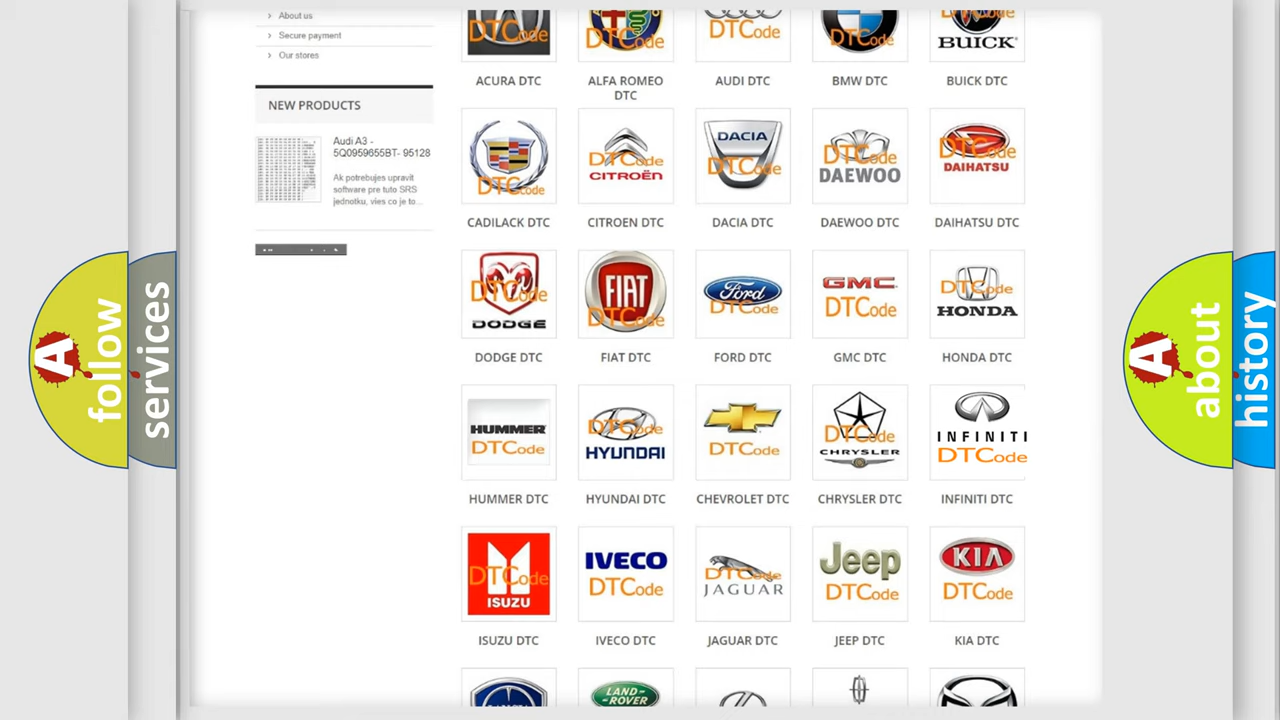 About us
Secure payment
Our stores
NEW PRODUCTS
Audi A3 -
5Q0959655BT- 95128
Ak potrebujes upravit
software pre tuto SRS
jednotku, vies co je to...
DTCode
DTCode
DTCode
DTCode
BUICK
ACURA DTC
ALFA ROMEO
DTC
AUDI DTC
BMW DTC
BUICK DTC
DTCode
DTCode
CITROËN
DACIA
DTCode
DTCode
DAEWOO
DTCode
DAIHATSU
CADILACK DTC
CITROEN DTC
DACIA DTC
DAEWOO DTC
DAIHATSU DTC
DTCode
DODGE
FIAT
DTCode
Ford
DTCode
GMC
DTCode
DTCode
HONDA
DODGE DTC
FIAT DTC
FORD DTC
GMC DTC
HONDA DTC
HUMMER
DTCode
DTCode
HYUNDAI
DTCode
DTCode
CHRYSLER
INFINITI
DTCode
HUMMER DTC
HYUNDAI DTC
CHEVROLET DTC
CHRYSLER DTC
INFINITI DTC
DTCode
ISUZU
IVECO
DTCode
DTCode
JAGUAR
Jeep
DTCode
KIA
DTCode
ISUZU DTC
IVECO DTC
JAGUAR DTC
JEEP DTC
KIA DTC
LAND-
ROVER
A follow
services
A about
history